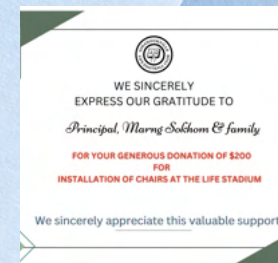 WE SINCERELY
EXPRESS OUR GRATITUDE TO
Principal, Marng Sokhom & family
FOR YOUR GENEROUS DONATION OF $200
FOR
INSTALLATION OF CHAIRS AT THE LIFE STADIUM
We sincerely appreciate this valuable support